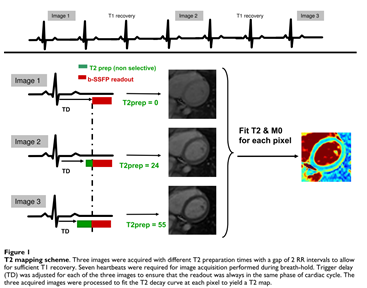 Image 1 T1 recovery Image 2 T1 recovery Image 3
T2 prep (non selective)
b-SSFP readout
Image 1
TD
T2prep = 0
Image 2
TD
T2prep = 24
Image 3
TD
T2prep = 55
Fit T2 & M0
for each pixel
Figure 1
T2 mapping scheme. Three images were acquired with different T2 preparation times with a gap of 2 RR intervals to allow
for sufficient T1 recovery. Seven heartbeats were required for image acquisition performed during breath-hold. Trigger delay
(TD) was adjusted for each of the three images to ensure that the readout was always in the same phase of cardiac cycle. The
three acquired images were processed to fit the T2 decay curve at each pixel to yield a T2 map.